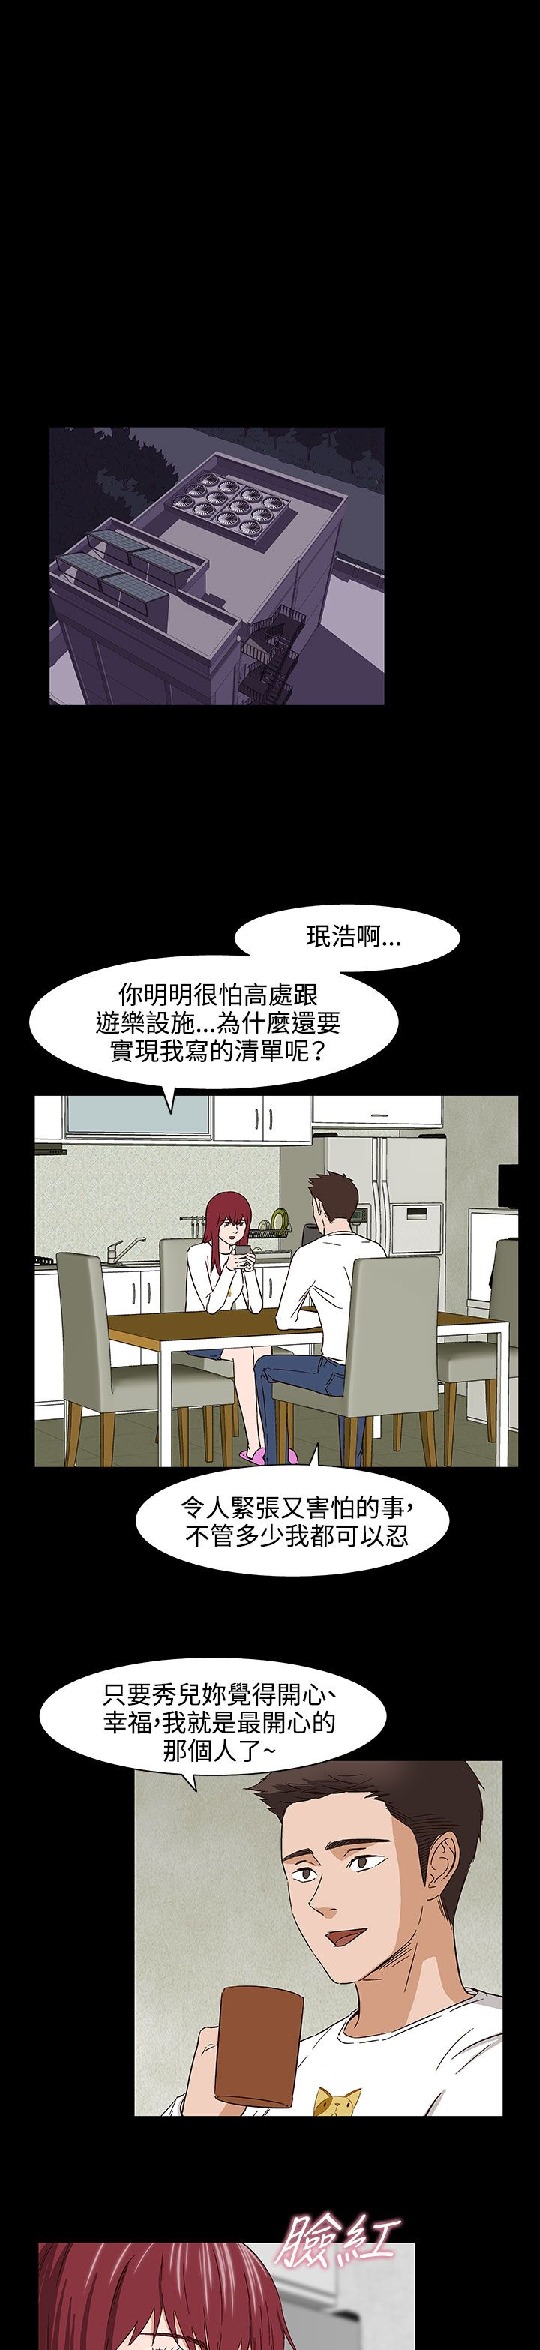 珉浩啊...
你明明很怕高處跟
遊樂設施...為什麼還要
實現我寫的清單呢?
令人緊張又害怕的事,
不管多少我都可以忍
只要秀兒妳覺得開心、
幸福,我就是最開心的
那個人了~
臉紅